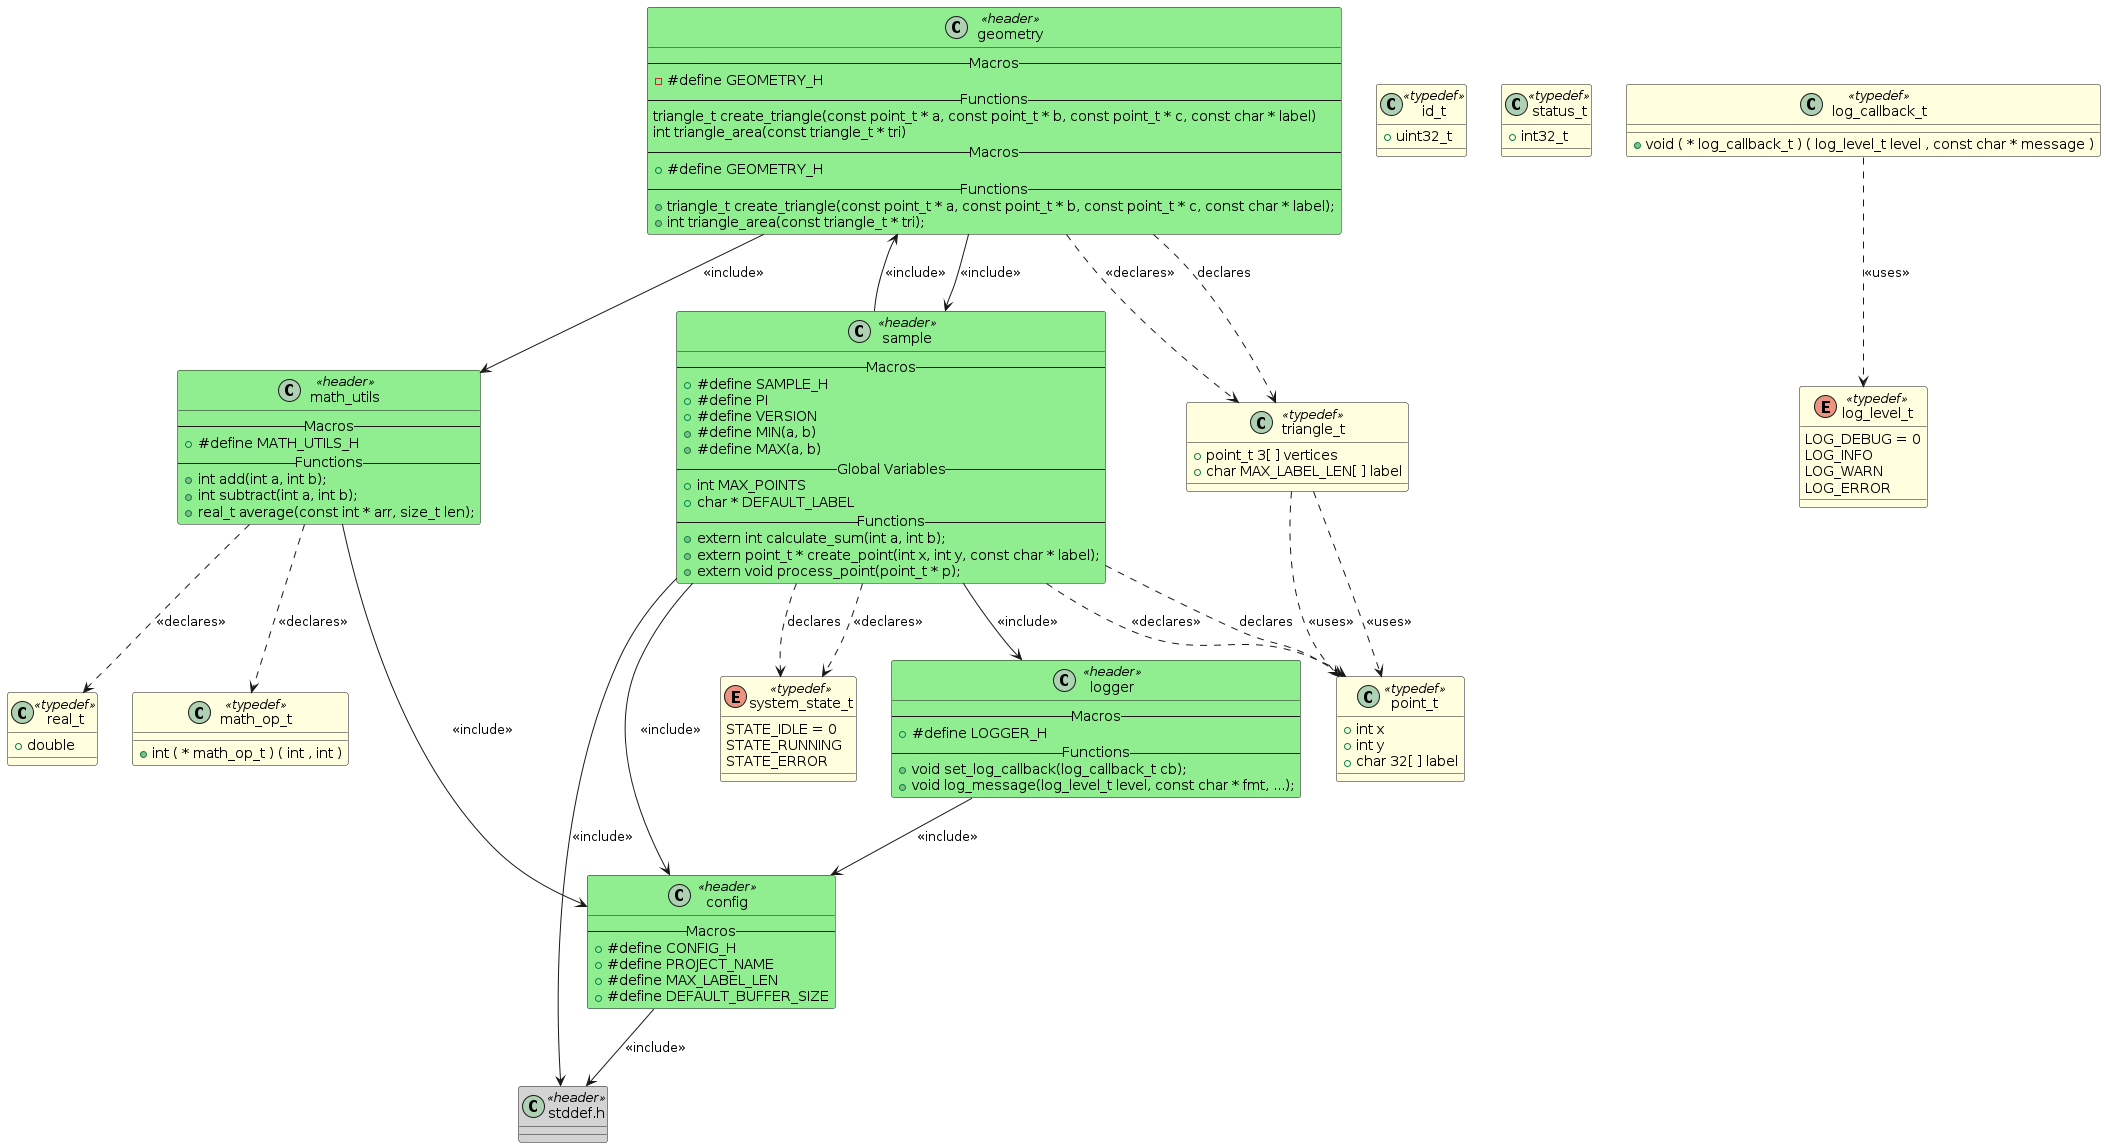 «header»
C geometry
Macros
#define GEOMETRY_H
Functions
triangle_t create_triangle(const point_t * a, const point_t * b, const point_t * c, const char * label)
int triangle_area(const triangle_t * tri)
Macros
#define GEOMETRY_H
Functions
triangle_t create_triangle(const point_t * a, const point_t * b, const point_t * c, const char * label);
int triangle_area(const triangle_t * tri);
«typedef»
C id_t
uint32_t
«typedef»
C status_t
int32_t
«typedef»
C log_callback_t
void ( * log_callback_t ) ( log_level_t level , const char * message )
«include»
«include»
«include»
«declares»
declares
«uses»
«header»
C math_utils
Macros
#define MATH_UTILS_H
Functions
int add(int a, int b);
int subtract(int a, int b);
real_t average(const int * arr, size_t len);
«header»
C sample
Macros
#define SAMPLE_H
#define PI
#define VERSION
#define MIN(a, b)
#define MAX(a, b)
Global Variables
int MAX_POINTS
char * DEFAULT_LABEL
Functions
extern int calculate_sum(int a, int b);
extern point_t * create_point(int x, int y, const char * label);
extern void process_point(point_t * p);
«typedef»
C triangle_t
point_t 3[ ] vertices
char MAX_LABEL_LEN[ ] label
«typedef»
E log_level_t
LOG_DEBUG = 0
LOG_INFO
LOG_WARN
LOG_ERROR
«declares»
«declares»
declares
«declares»
«include»
«declares»
declares
«uses»
«uses»
«typedef»
C real_t
double
«typedef»
C math_op_t
int ( * math_op_t ) ( int , int )
«include»
«include»
«typedef»
E system_state_t
STATE_IDLE = 0
STATE_RUNNING
STATE_ERROR
«header»
C logger
Macros
#define LOGGER_H
Functions
void set_log_callback(log_callback_t cb);
void log_message(log_level_t level, const char * fmt, ...);
«typedef»
C point_t
int x
int y
char 32[ ] label
«include»
«include»
«header»
C config
Macros
#define CONFIG_H
#define PROJECT_NAME
#define MAX_LABEL_LEN
#define DEFAULT_BUFFER_SIZE
«include»
«header»
C stddef.h